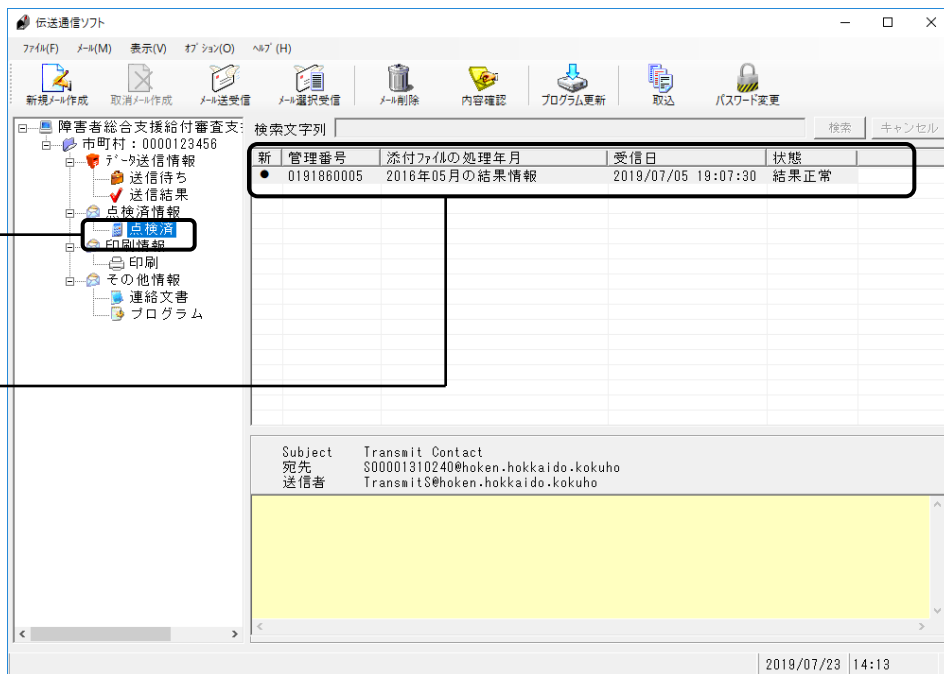 伝送通信ソフト
ﾌｧｲﾙ(F) ﾒｰﾙ(M) 表示(V) ｵﾌﾟｼｮﾝ(O) ﾍﾙﾌﾟ(H)
新規ﾒｰﾙ作成 取消ﾒｰﾙ作成 ﾒｰﾙ送受信 ﾒｰﾙ選択受信 ﾒｰﾙ削除 内容確認 プログラム更新 取込 パスワード変更
検索文字列 検索 キャンセル
障害者総合支援給付審査支
市町村：0000123456
ﾃﾞｰﾀ送信情報
送信待ち
送信結果
点検済情報
点検済
印刷情報
印刷
その他情報
連絡文書
プログラム
新 管理番号 添付ﾌｧｲﾙの処理年月 受信日 状態
● 0191860005 2016年05月の結果情報 2019/07/05 19:07:30 結果正常
Subject Transmit Contact
宛先 S00001310240@hoken.hokkaido.kokuho
送信者 TransmitS@hoken.hokkaido.kokuho
2019/07/23 14:13